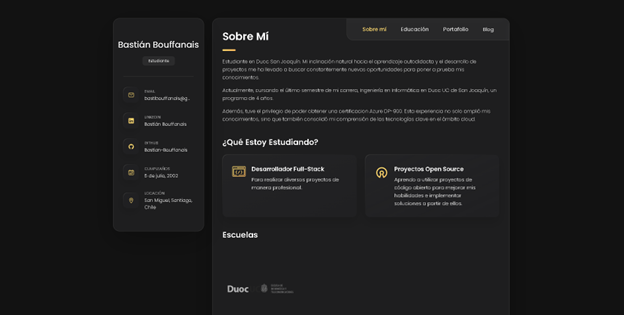 Bastián Bouffanais
Estudiante
EMAIL
bastibouffanais@g...
LINKEDIN
Bastián Bouffanais
GITHUB
Bastian-Bouffanais
CUMPLEAÑOS
5 de julio, 2002
LOCACIÓN
San Miguel, Santiago,
Chile
Sobre mí
Educación
Portafolio
Blog
Sobre Mí
Estudiante en Duoc San Joaquín. Mi inclinación natural hacia el aprendizaje autodidacta y el desarrollo de
proyectos me ha llevado a buscar constantemente nuevas oportunidades para poner a prueba mis
conocimientos.
Actualmente, cursando el último semestre de mi carrera, Ingeniería en Informática en Duoc UC de San Joaquín, un
programa de 4 años.
Además, tuve el privilegio de poder obtener una certificación Azure DP-900. Esta experiencia no solo amplió mis
conocimientos, sino que también consolidó mi comprensión de las tecnologías clave en el ámbito cloud.
¿Qué Estoy Estudiando?
Desarrollador Full-Stack
Para realizar diversos proyectos de
manera profesional.
Proyectos Open Source
Aprendo a utilizar proyectos de
código abierto para mejorar mis
habilidades e implementar
soluciones a partir de ellos.
Escuelas
Duoc